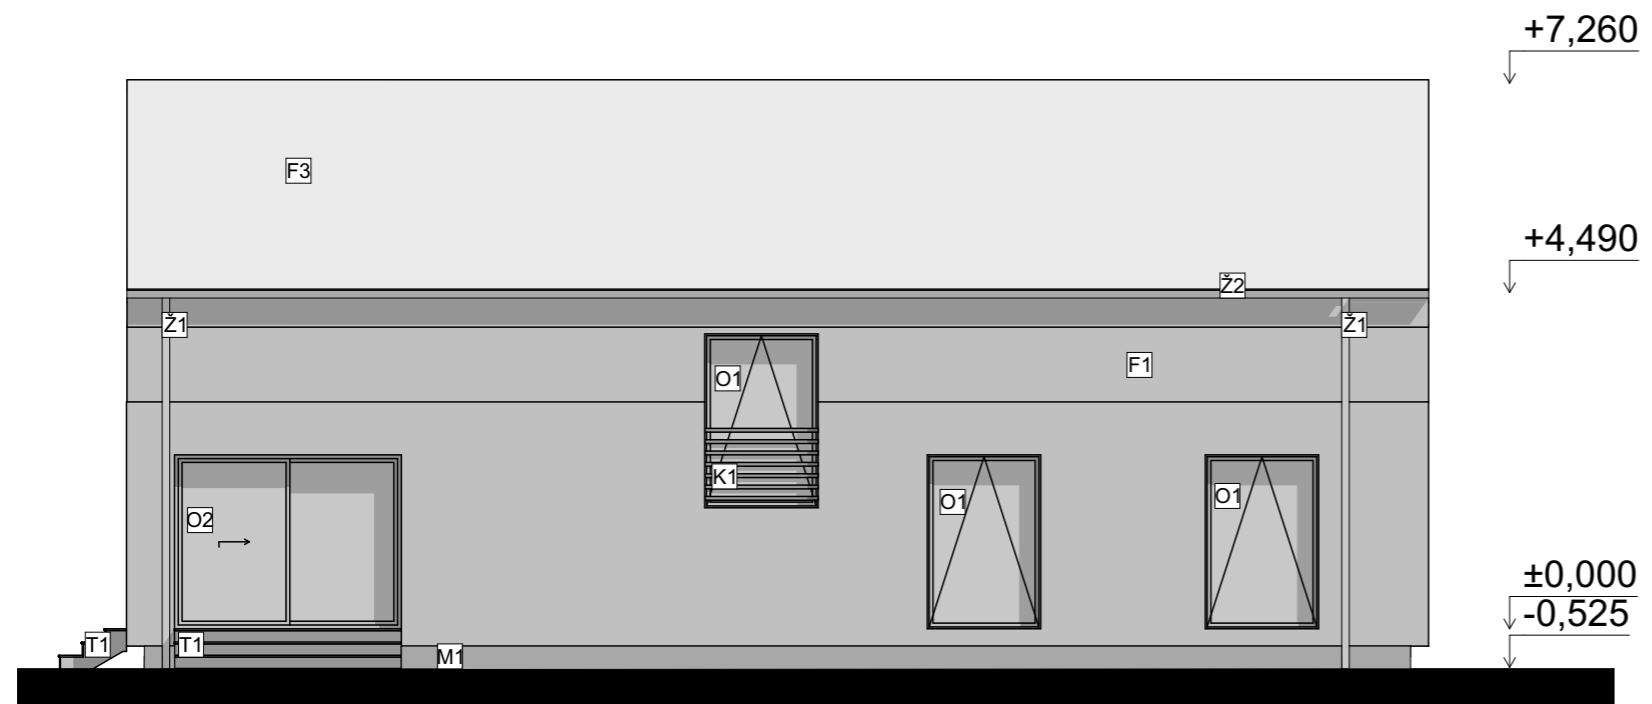 +7,260
F3
+4,490
Ž2
Ž1
Ž1
F1
O1
K1
O1
O1
O2
±0,000
-0,525
T1
T1
M1